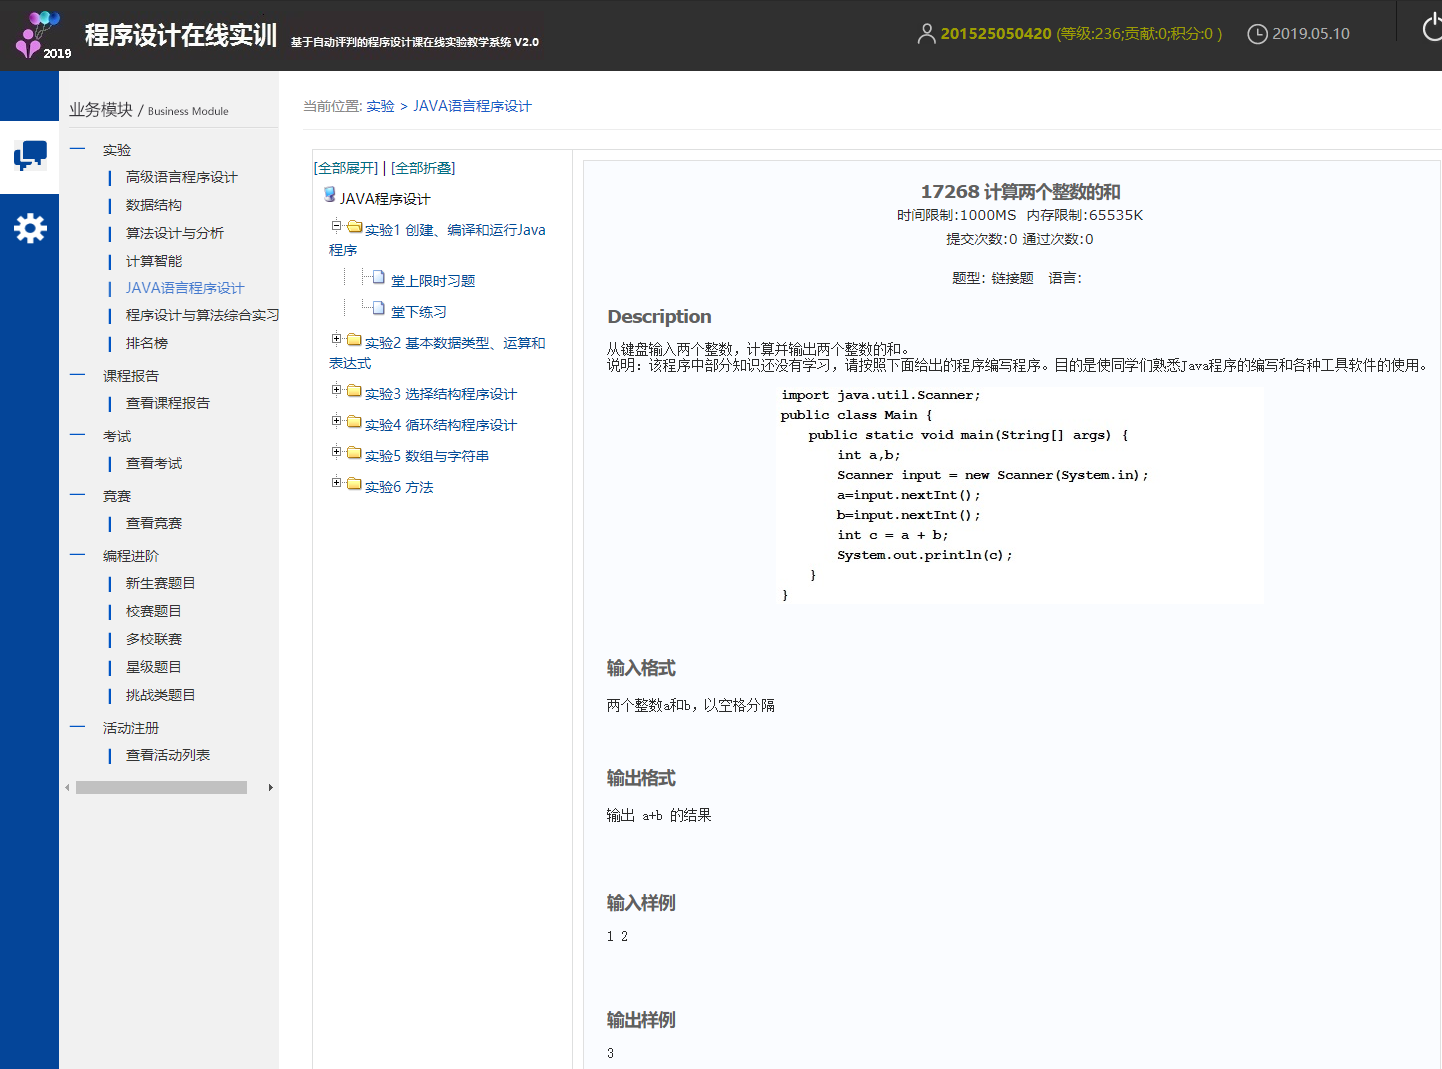 2019
程序设计在线实训 基于自动评判的程序设计课在线实验教学系统 V2.0
201525050420 (等级:236;贡献:0;积分:0 )
2019.05.10
业务模块 / Business Module
实验
高级语言程序设计
数据结构
算法设计与分析
计算智能
JAVA语言程序设计
程序设计与算法综合实习
排名榜
课程报告
查看课程报告
考试
查看考试
竞赛
查看竞赛
编程进阶
新生赛题目
校赛题目
多校联赛
星级题目
挑战类题目
活动注册
查看活动列表
当前位置: 实验 > JAVA语言程序设计
[全部展开] | [全部折叠]
JAVA程序设计
实验1 创建、编译和运行Java
程序
堂上限时习题
堂下练习
实验2 基本数据类型、运算和
表达式
实验3 选择结构程序设计
实验4 循环结构程序设计
实验5 数组与字符串
实验6 方法
17268 计算两个整数的和
时间限制:1000MS 内存限制:65535K
提交次数:0 通过次数:0
题型: 链接题 语言:
Description
从键盘输入两个整数，计算并输出两个整数的和。
说明：该程序中部分知识还没有学习，请按照下面给出的程序编写程序。目的是使同学们熟悉Java程序的编写和各种工具软件的使用。
import java.util.Scanner;
public class Main {
public static void main(String[] args) {
int a,b;
Scanner input = new Scanner(System.in);
a=input.nextInt();
b=input.nextInt();
int c = a + b;
System.out.println(c);
}
}
输入格式
两个整数a和b，以空格分隔
输出格式
输出 a+b 的结果
输入样例
1 2
输出样例
3